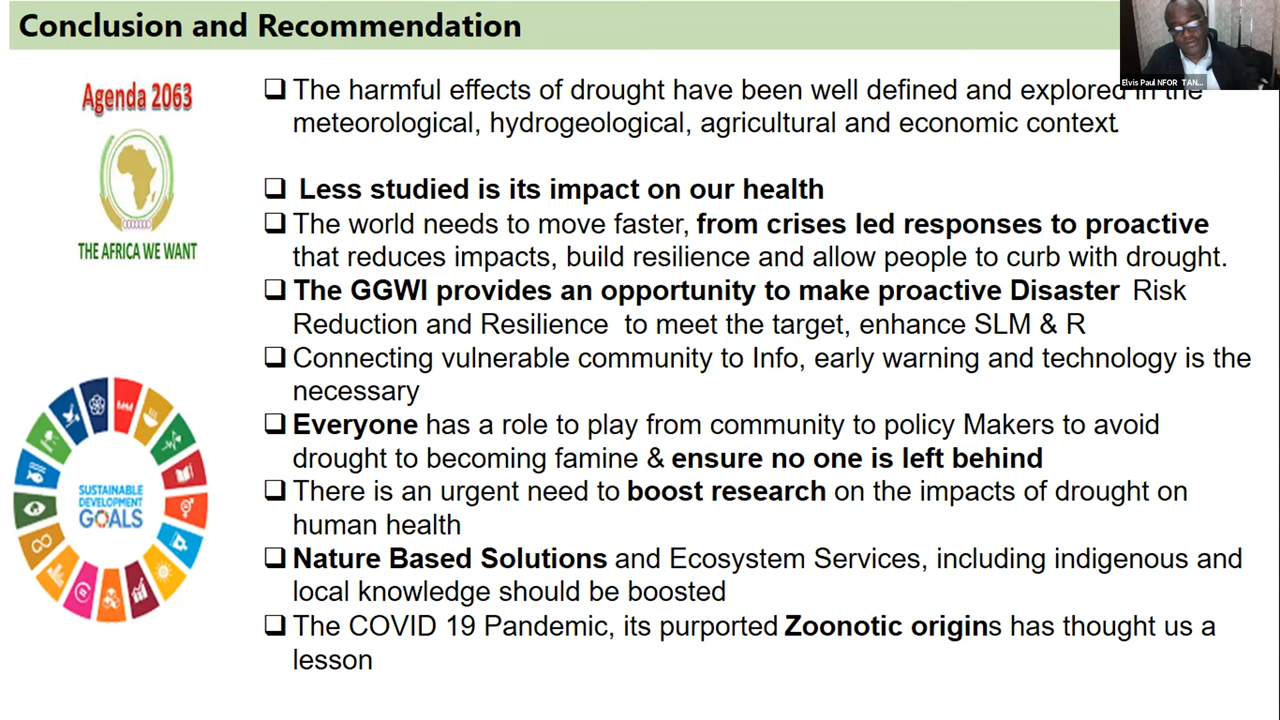 Conclusion and Recommendation
Elvis Paul NFOR TAN...
Agenda 2063
THE AFRICA WE WANT
SUSTAINABLE
DEVELOPMENT
GOALS
❑ The harmful effects of drought have been well defined and explored in the
meteorological, hydrogeological, agricultural and economic context.
❑ Less studied is its impact on our health
❑ The world needs to move faster, from crises led responses to proactive
that reduces impacts, build resilience and allow people to curb with drought.
❑ The GGWI provides an opportunity to make proactive Disaster Risk
Reduction and Resilience to meet the target, enhance SLM & R
❑ Connecting vulnerable community to Info, early warning and technology is the
necessary
❑ Everyone has a role to play from community to policy Makers to avoid
drought to becoming famine & ensure no one is left behind
❑ There is an urgent need to boost research on the impacts of drought on
human health
❑ Nature Based Solutions and Ecosystem Services, including indigenous and
local knowledge should be boosted
❑ The COVID 19 Pandemic, its purported Zoonotic origins has thought us a
lesson